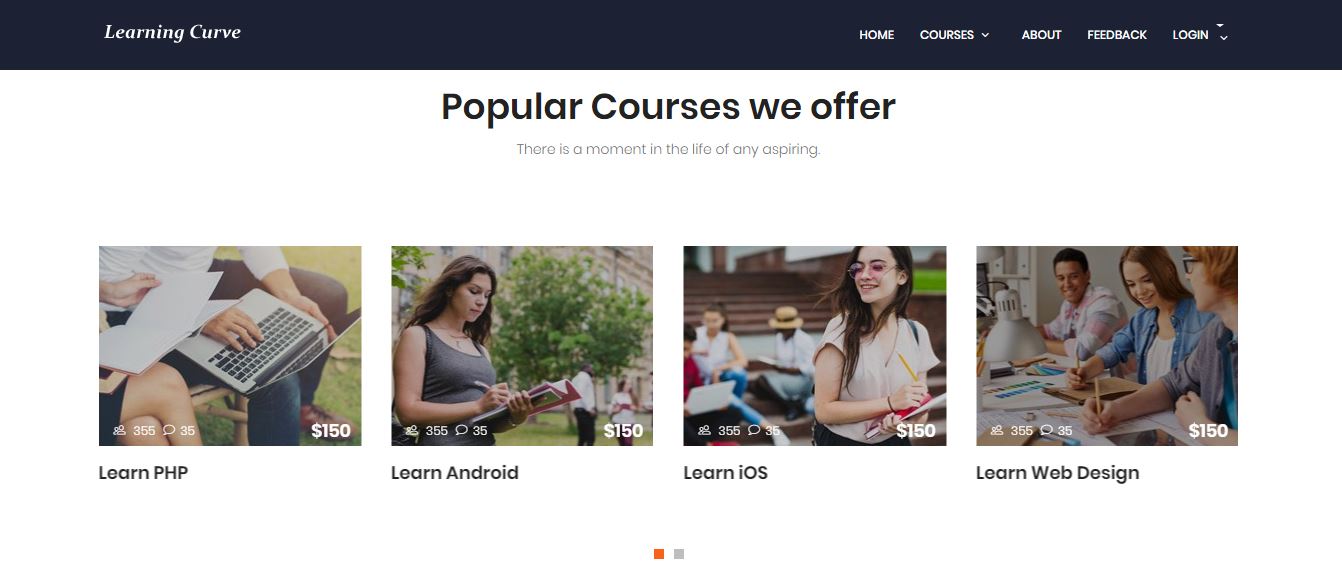 Learning Curve
HOME COURSES ABOUT FEEDBACK LOGIN
Popular Courses we offer
There is a moment in the life of any aspiring.
355 35 $150
355 35 $150
355 35 $150
355 35 $150
Learn PHP
Learn Android
Learn iOS
Learn Web Design